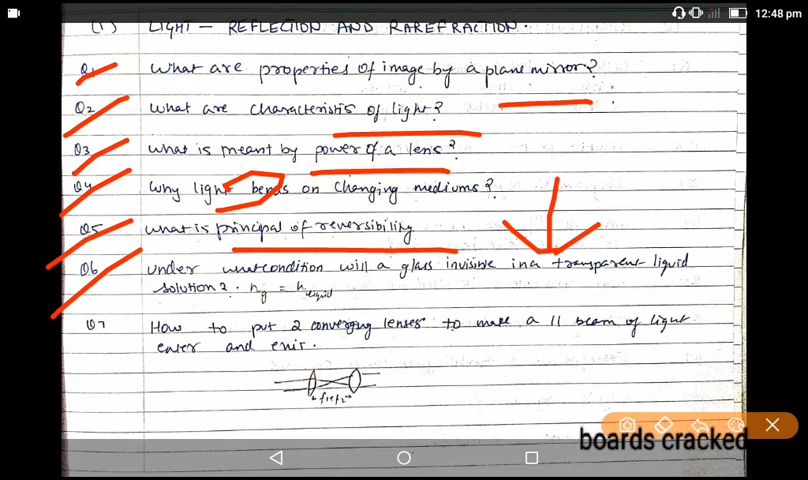 12:48 pm
(1) LIGHT — REFLECTION AND RAREFRACTION.
Q1 What are properties of image by a plane mirror?
Q2 What are characteristis of light?
Q3 What is meant by power of a lens?
Q4 Why light bends on changing mediums?
Q5 What is principal of reversibility
Q6 Under what condition will a glass invisible in a transparent liquid
solution? . ng = nliquid
Q7 How to put 2 converging lenses to make a || beam of light
enter and exit.
f1+f2
boards cracked